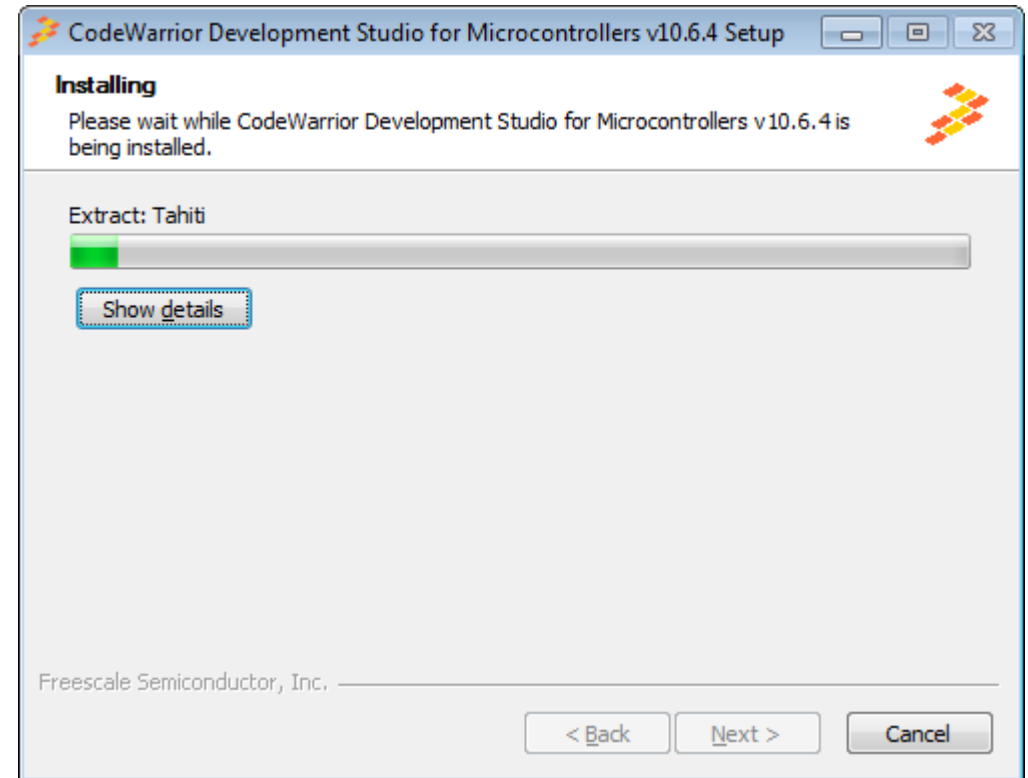 CodeWarrior Development Studio for Microcontrollers v10.6.4 Setup
Installing
Please wait while CodeWarrior Development Studio for Microcontrollers v10.6.4 is
being installed.
Extract: Tahiti
Show details
Freescale Semiconductor, Inc.
< Back Next > Cancel